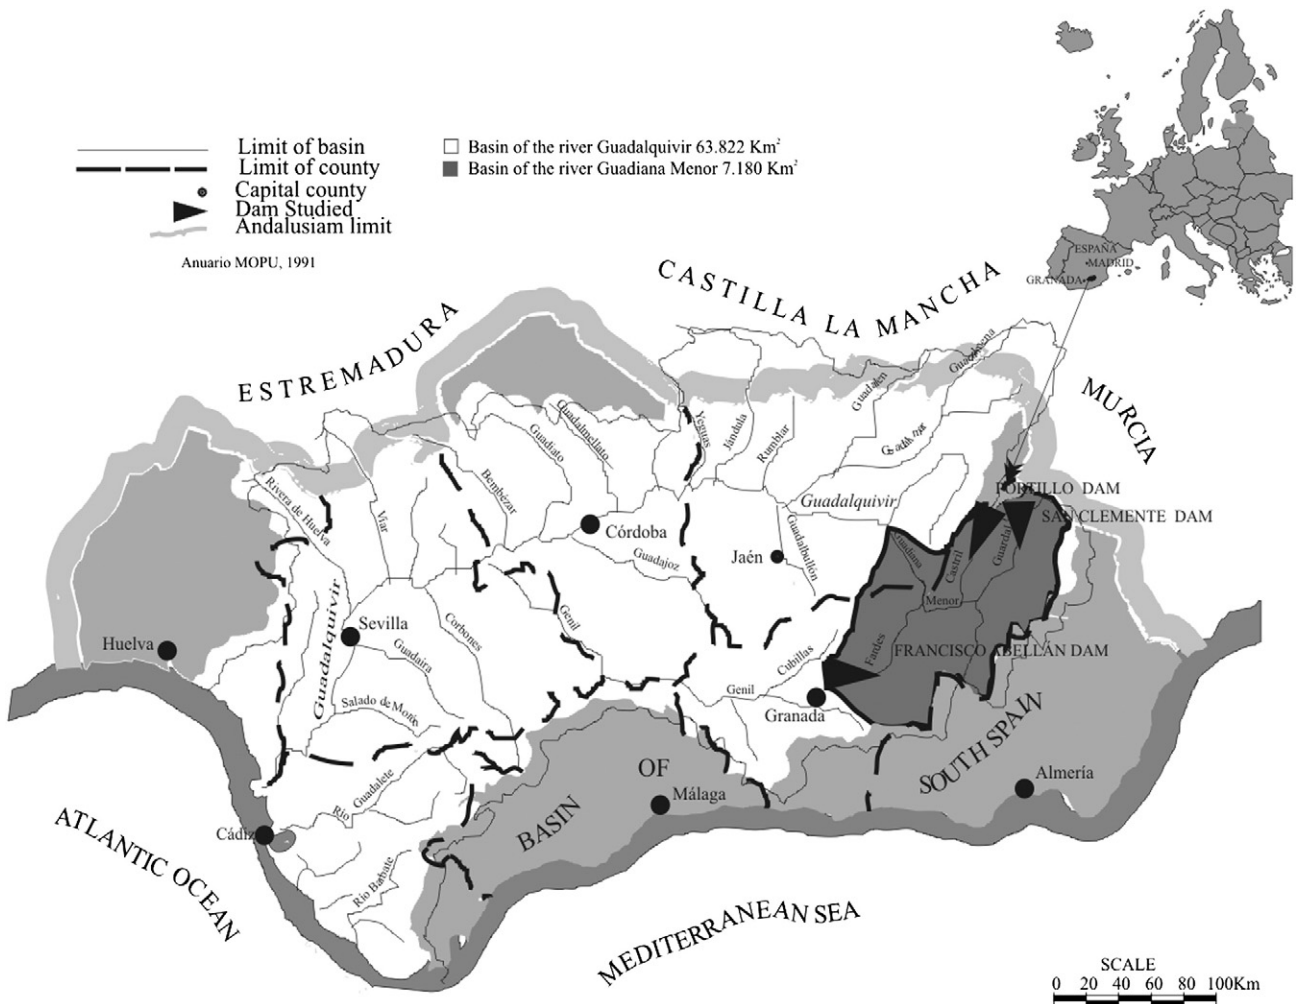 Limit of basin
Limit of county
Capital county
Dam Studied
Andalusiam limit
Anuario MOPU, 1991
Basin of the river Guadalquivir 63.822 Km²
Basin of the river Guadiana Menor 7.180 Km²
ESPAÑA
MADRID
GRANADA
ESTREMADURA
CASTILLA LA MANCHA
MURCIA
Guadalmena
Guadalen
Guadalmellato
Guadiato
Yeguas
Jándula
Rumblar
Bembézar
Rivera de Huelva
Viar
PORTILLO DAM
SAN CLEMENTE DAM
Guadalquivir
Córdoba
Guadajoz
Jaén
Guadalbullón
Guadiana
Menor
Castril
Guardal
Huelva
Guadalquivir
Sevilla
Corbones
Guadaira
Genil
Fardes
FRANCISCO ABELLÁN DAM
Cubillas
Genil
Granada
Salado de Morón
SOUTH SPAIN
OF
BASIN
Málaga
Almería
Río Guadalete
Cádiz
Río Barbate
ATLANTIC OCEAN
MEDITERRANEAN SEA
SCALE
0 20 40 60 80 100Km